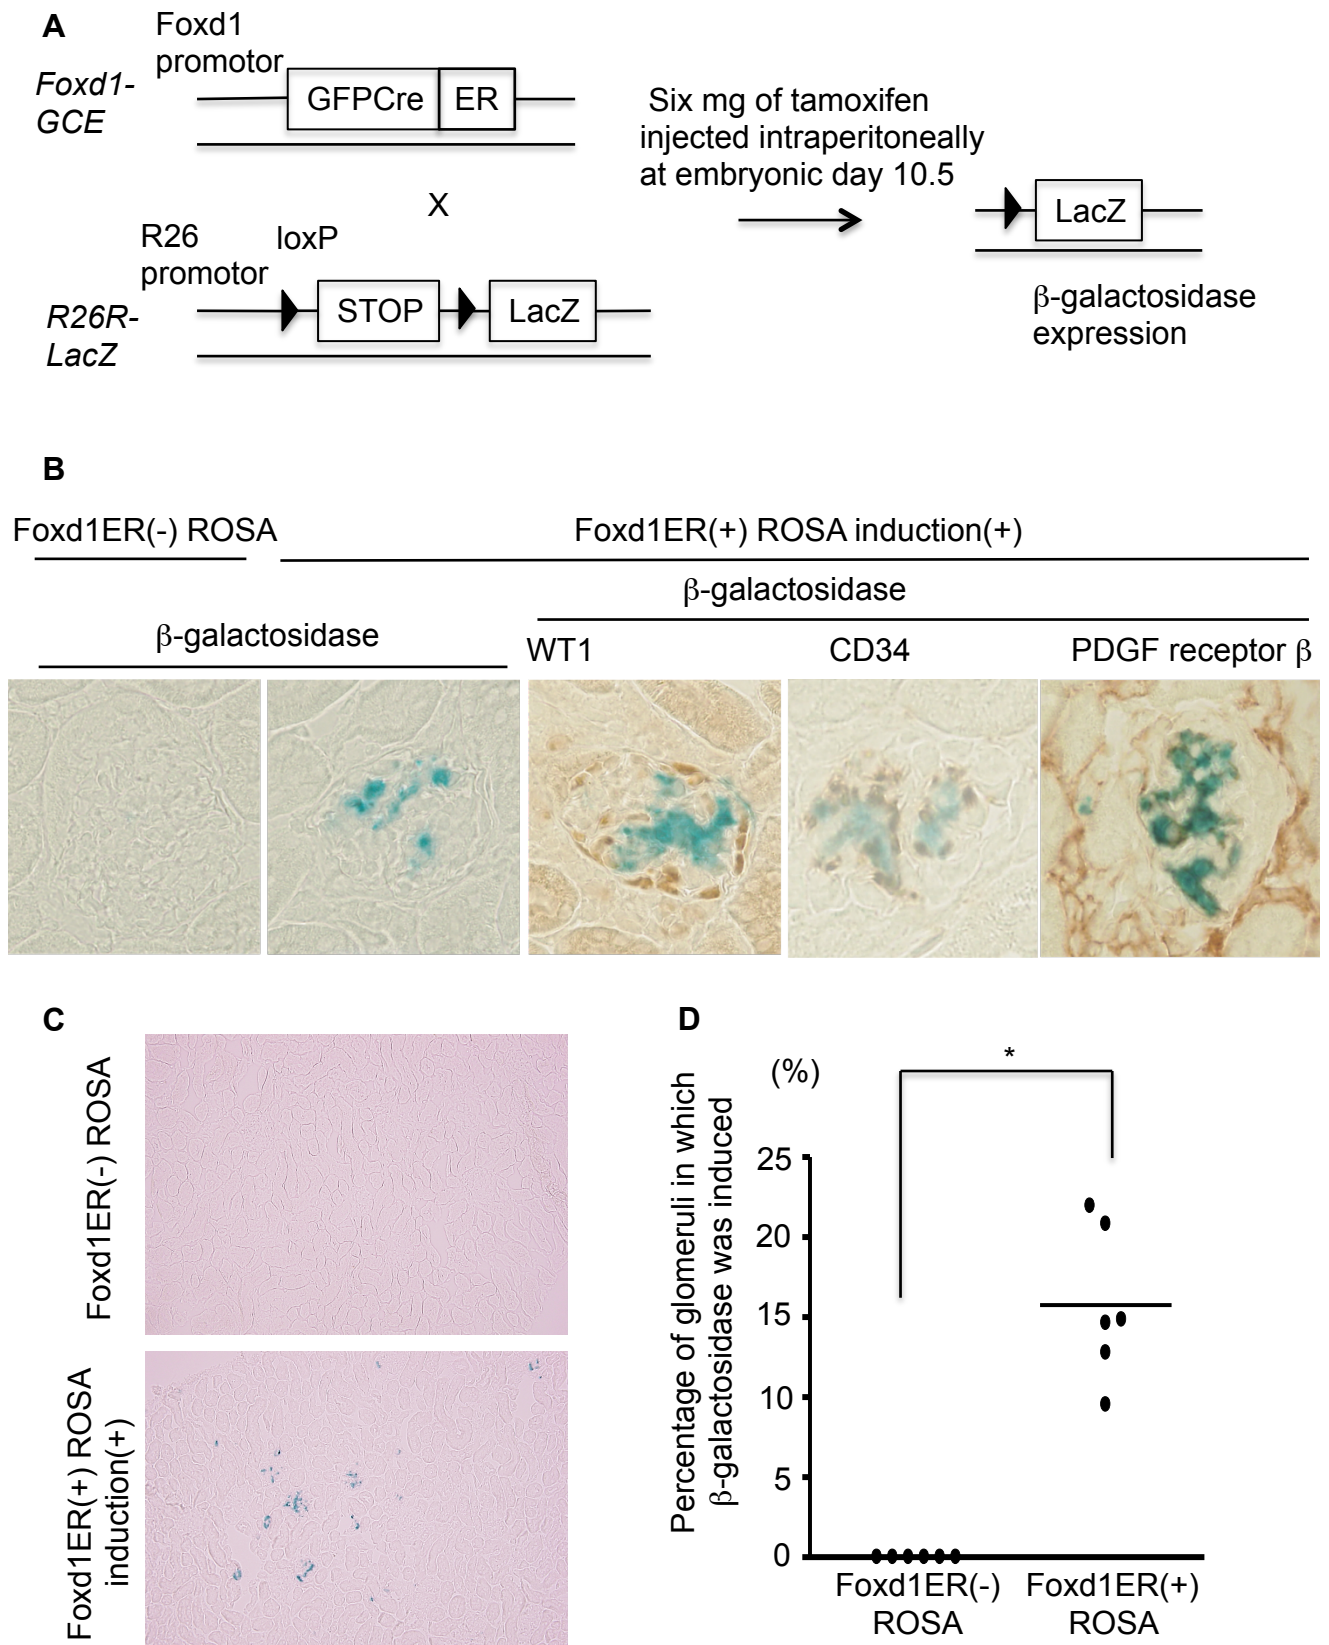 A
Foxd1
promotor
Foxd1-
GCE
GFPCre
ER
X
R26
promotor
loxP
R26R-
LacZ
STOP
LacZ
Six mg of tamoxifen
injected intraperitoneally
at embryonic day 10.5
LacZ
β-galactosidase
expression
B
Foxd1ER(-) ROSA
Foxd1ER(+) ROSA induction(+)
β-galactosidase
β-galactosidase
WT1
CD34
PDGF receptor β
C
Foxd1ER(-) ROSA
Foxd1ER(+) ROSA
induction(+)
D
*
(%)
Percentage of glomeruli in which
β-galactosidase was induced
25
20
15
10
5
0
Foxd1ER(-)
ROSA
Foxd1ER(+)
ROSA